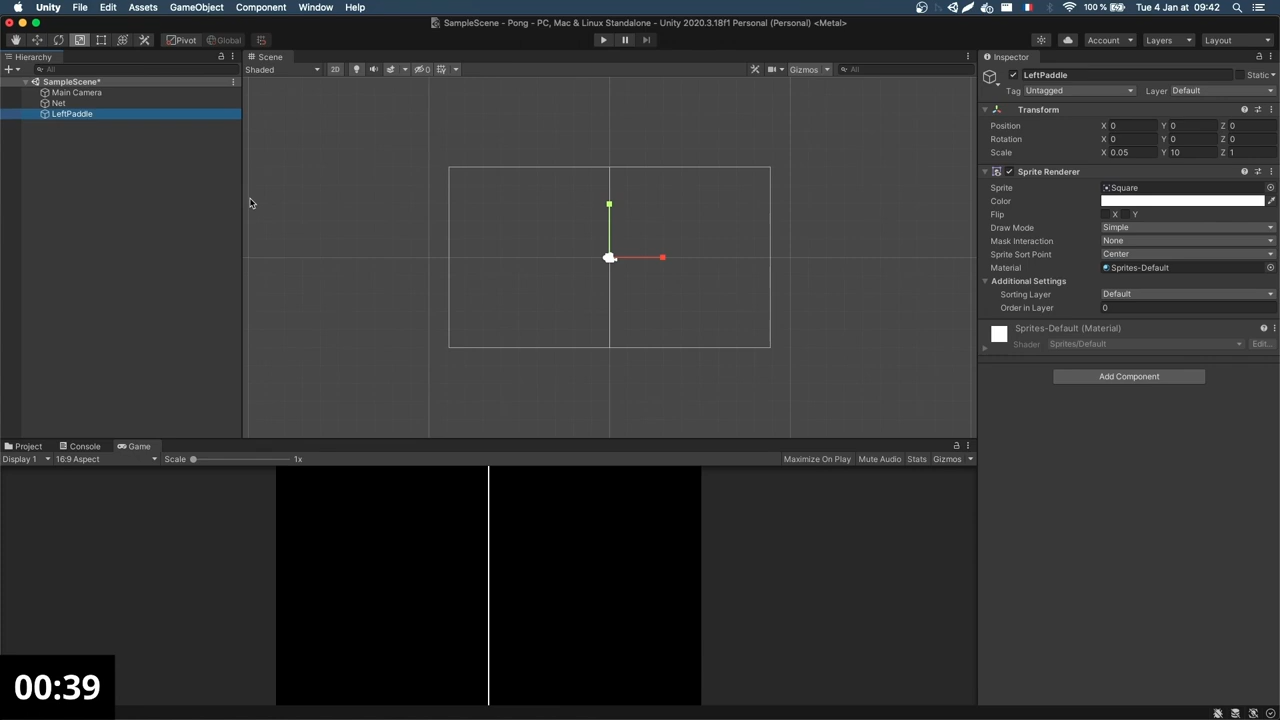 Unity File Edit Assets GameObject Component Window Help 100 % Tue 4 Jan at 09:42
SampleScene - Pong - PC, Mac & Linux Standalone - Unity 2020.3.18f1 Personal (Personal) <Metal>
Pivot Global Account Layers Layout
Hierarchy
All
SampleScene*
Main Camera
Net
LeftPaddle
Scene
Shaded 2D 0 Gizmos All
Inspector
LeftPaddle Static
Tag Untagged Layer Default
Transform
Position X 0 Y 0 Z 0
Rotation X 0 Y 0 Z 0
Scale X 0.05 Y 10 Z 1
Sprite Renderer
Sprite Square
Color
Flip X Y
Draw Mode Simple
Mask Interaction None
Sprite Sort Point Center
Material Sprites-Default
Additional Settings
Sorting Layer Default
Order in Layer 0
Sprites-Default (Material)
Shader Sprites/Default Edit...
Add Component
Project Console Game
Display 1 16:9 Aspect Scale 1x Maximize On Play Mute Audio Stats Gizmos
00:39